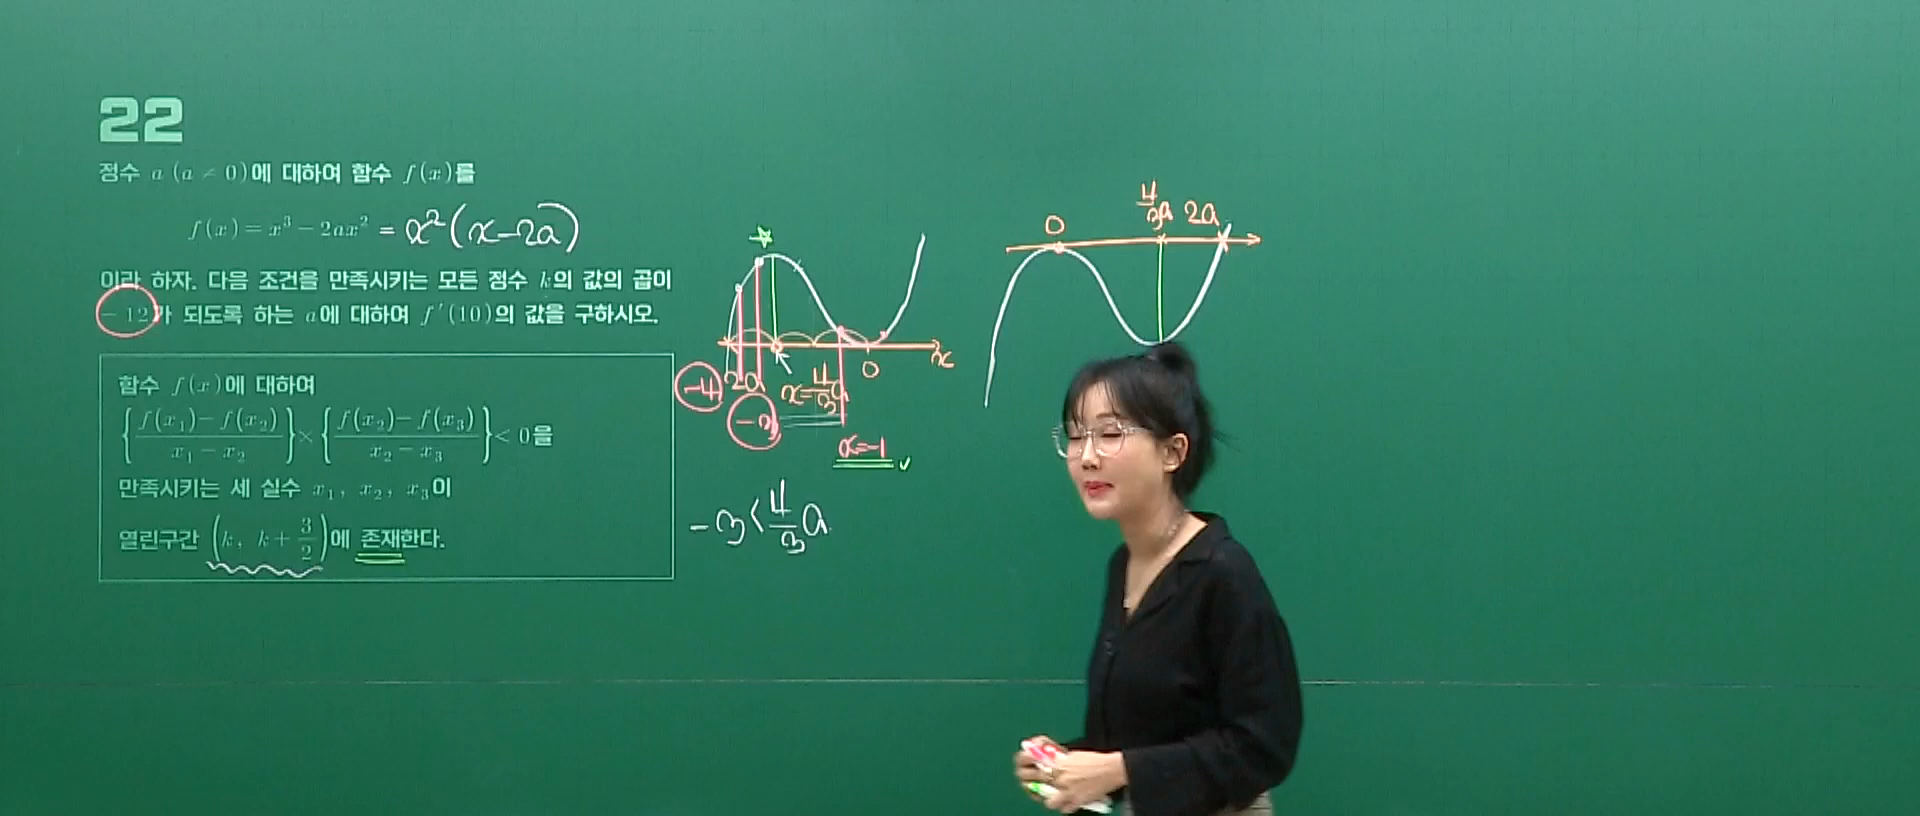 22
정수 a (a ≠ 0)에 대하여 함수 f(x)를
f(x) = x³ − 2ax² = x²(x−2a)
이라 하자. 다음 조건을 만족시키는 모든 정수 k의 값의 곱이
−12가 되도록 하는 a에 대하여 f′(10)의 값을 구하시오.
함수 f(x)에 대하여
{ (f(x₁)−f(x₂))/(x₁−x₂) } × { (f(x₂)−f(x₃))/(x₂−x₃) } < 0을
만족시키는 세 실수 x₁, x₂, x₃이
열린구간 (k, k+3/2)에 존재한다.
x
0
−4 2a x=4/3a
−3
x=−1
−3<4/3a
0 4/3a 2a